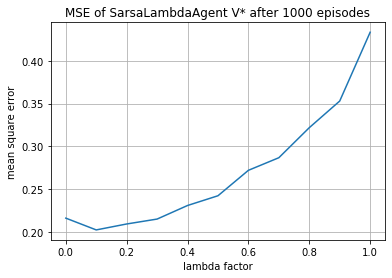 MSE of SarsaLambdaAgent V* after 1000 episodes
mean square error
0.40
0.35
0.30
0.25
0.20
0.0 0.2 0.4 0.6 0.8 1.0
lambda factor